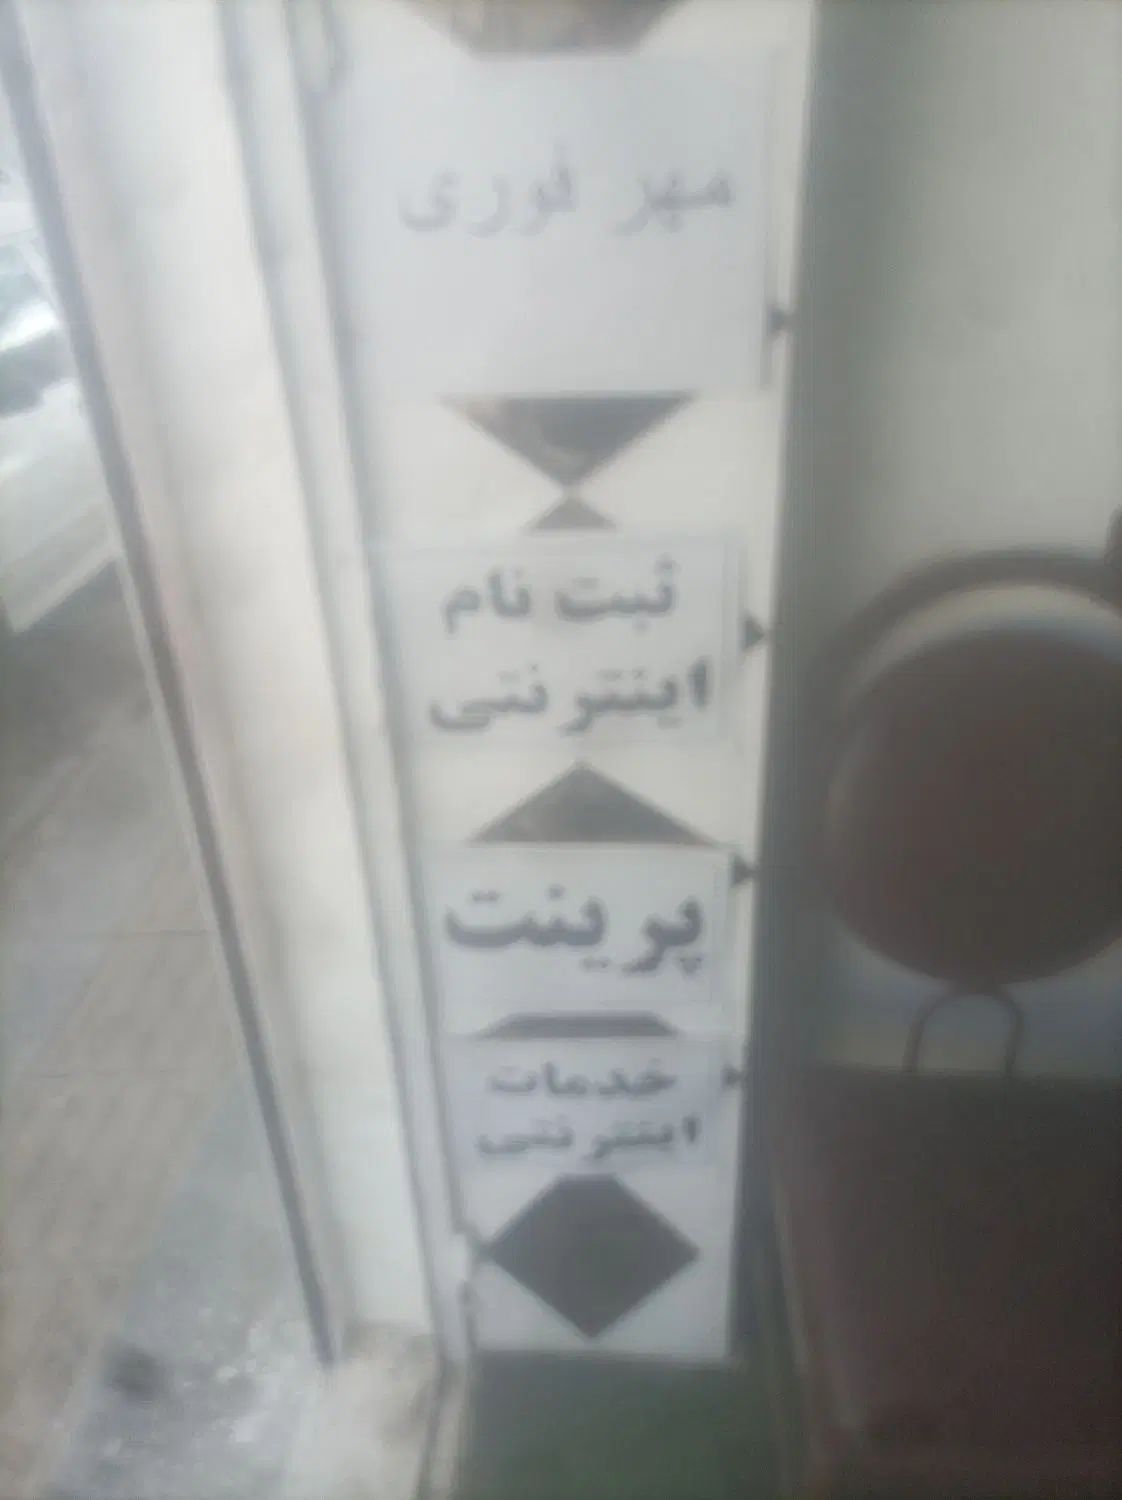 مهر فوری
ثبت نام
اینترنتی
پرینت
خدمات
اینترنتی